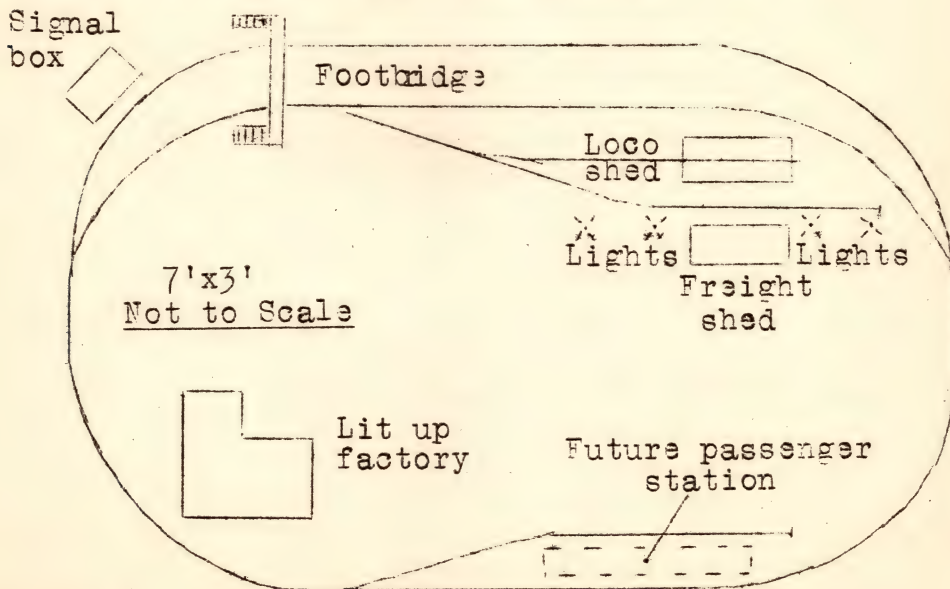 Signal
box
Footbridge
Loco
shed
Lights
Lights
Freight
shed
7'x3'
Not to Scale
Lit up
factory
Future passenger
station